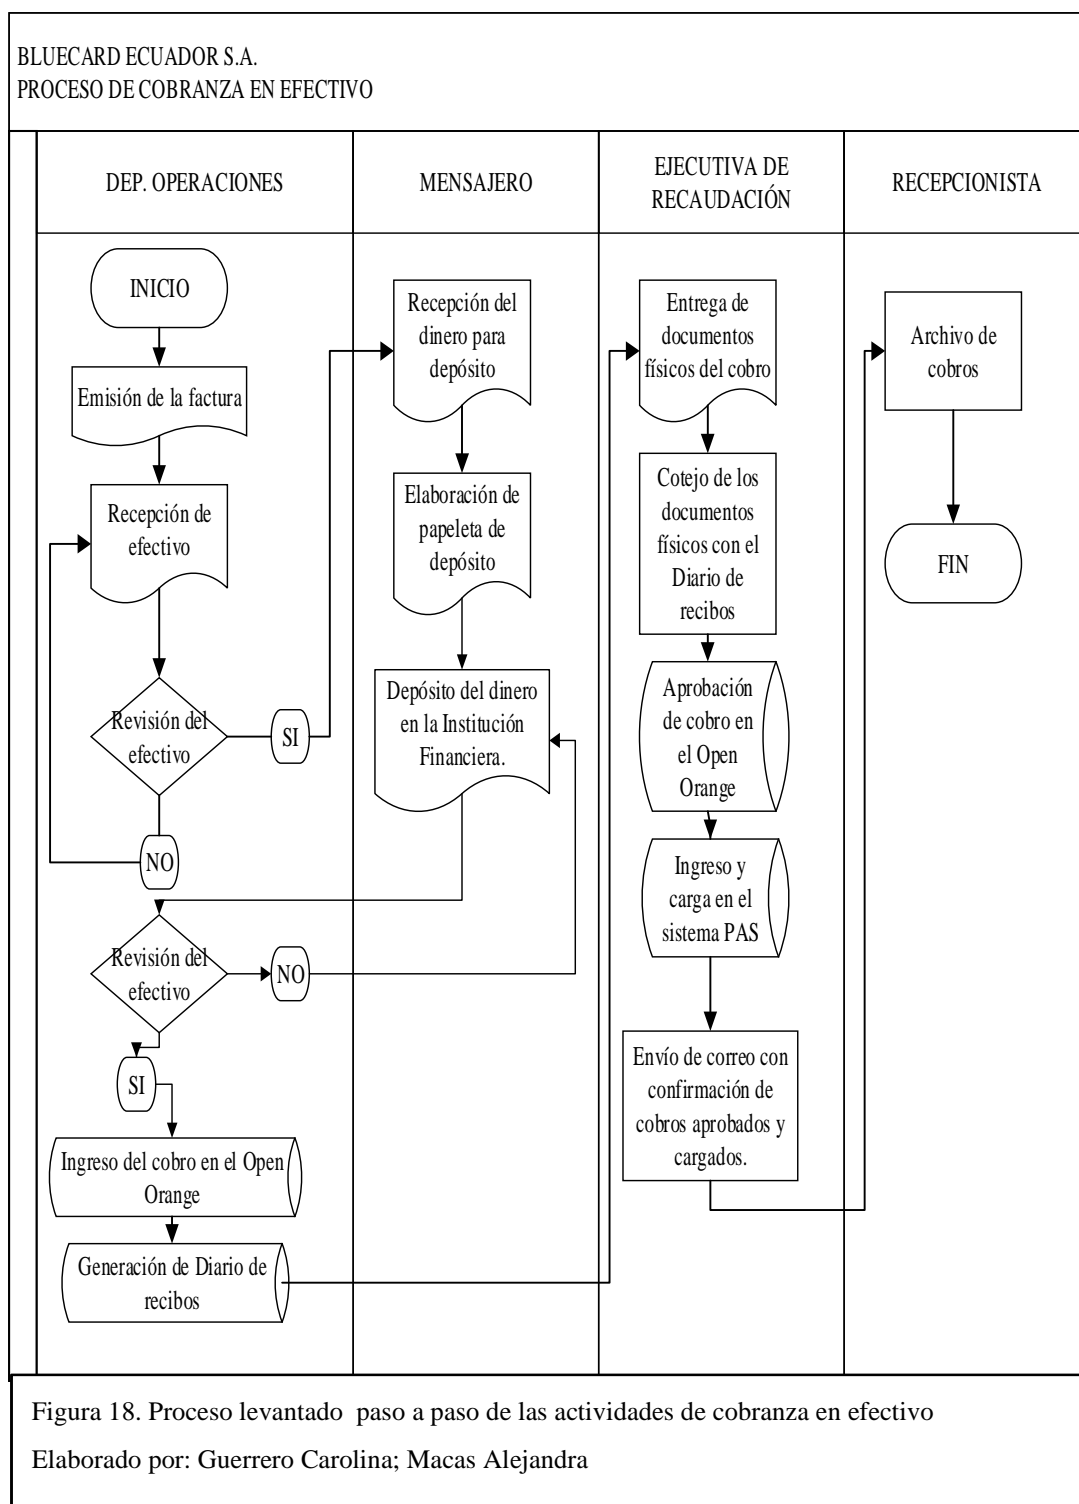 BLUECARD ECUADOR S.A.
PROCESO DE COBRANZA EN EFECTIVO
DEP. OPERACIONES
MENSAJERO
EJECUTIVA DE
RECAUDACIÓN
RECEPCIONISTA
INICIO
Emisión de la factura
Recepción de
efectivo
Revisión del
efectivo
SI
NO
Revisión del
efectivo
NO
SI
Ingreso del cobro en el Open
Orange
Generación de Diario de
recibos
Recepción del
dinero para
depósito
Elaboración de
papeleta de
depósito
Depósito del dinero
en la Institución
Financiera.
Entrega de
documentos
físicos del cobro
Cotejo de los
documentos
físicos con el
Diario de
recibos
Aprobación
de cobro en
el Open
Orange
Ingreso y
carga en el
sistema PAS
Envío de correo con
confirmación de
cobros aprobados y
cargados.
Archivo de
cobros
FIN
Figura 18. Proceso levantado  paso a paso de las actividades de cobranza en efectivo
Elaborado por: Guerrero Carolina; Macas Alejandra